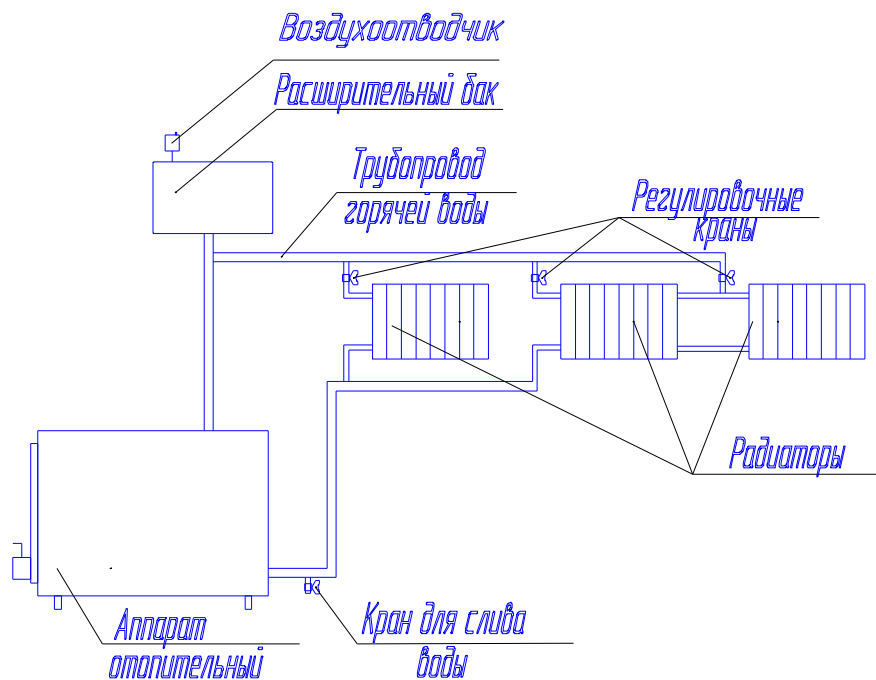 Воздухоотводчик
Расширительный бак
Трубопровод
горячей воды
Регулировочные
краны
Радиаторы
Кран для слива
воды
Аппарат
отопительный